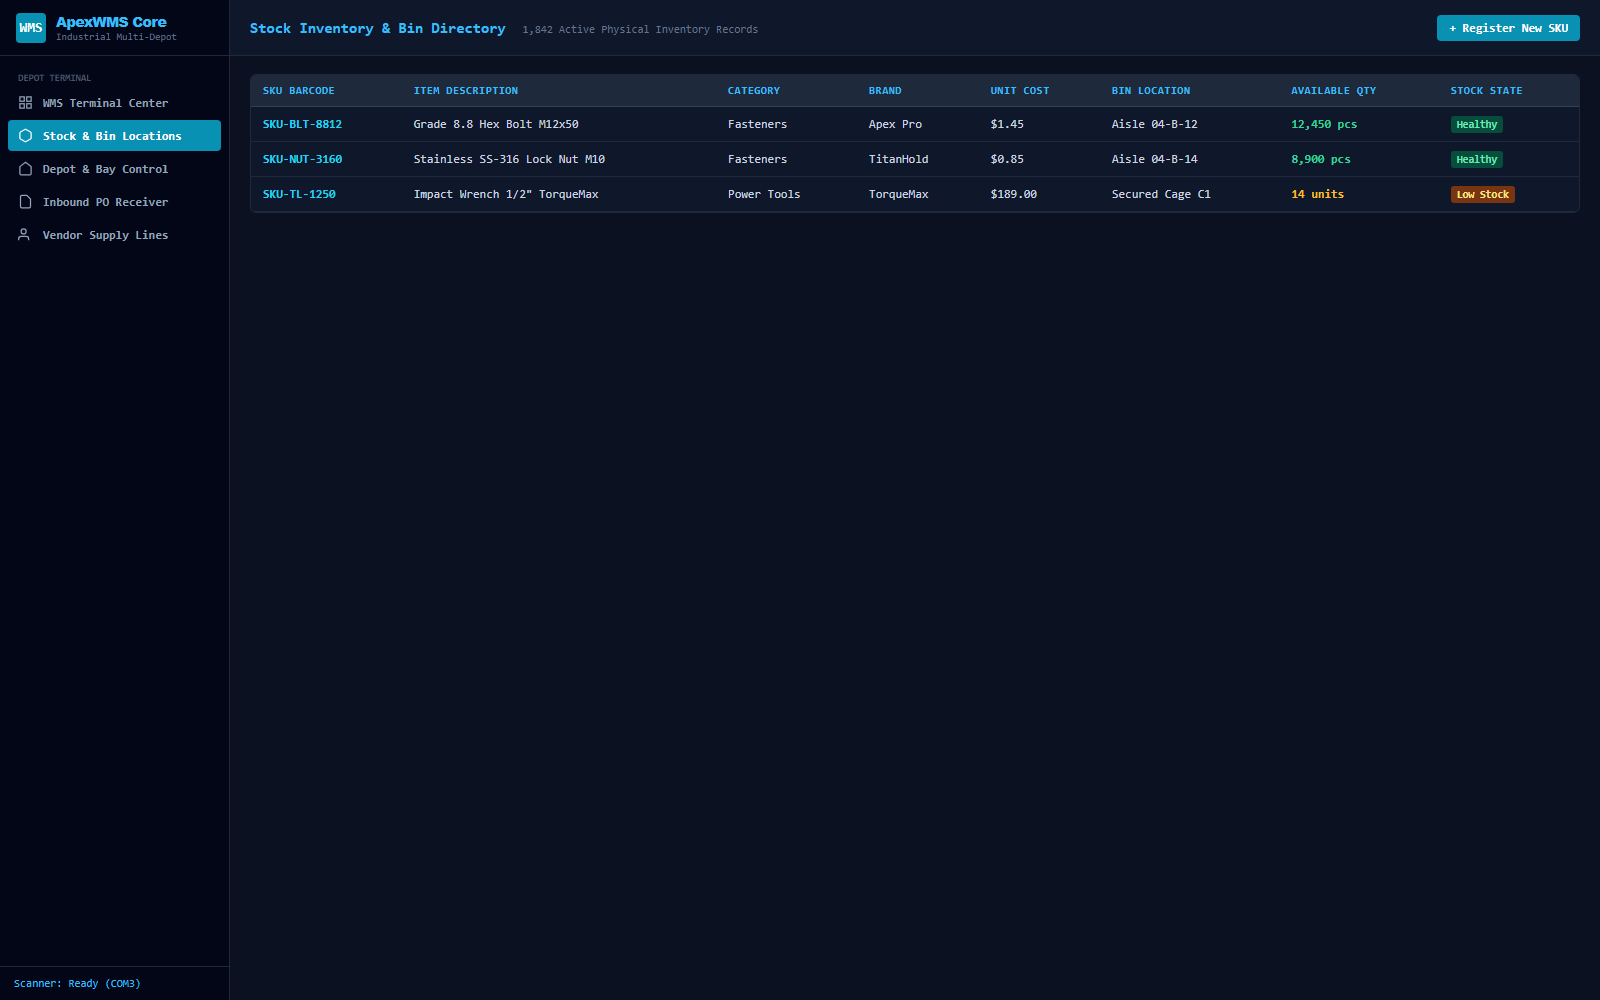 WMS
ApexWMS Core
Industrial Multi-Depot
DEPOT TERMINAL
WMS Terminal Center
Stock & Bin Locations
Depot & Bay Control
Inbound PO Receiver
Vendor Supply Lines
Scanner: Ready (COM3)
Stock Inventory & Bin Directory 1,842 Active Physical Inventory Records
+ Register New SKU
SKU BARCODE ITEM DESCRIPTION CATEGORY BRAND UNIT COST BIN LOCATION AVAILABLE QTY STOCK STATE
SKU-BLT-8812 Grade 8.8 Hex Bolt M12x50 Fasteners Apex Pro $1.45 Aisle 04-B-12 12,450 pcs Healthy
SKU-NUT-3160 Stainless SS-316 Lock Nut M10 Fasteners TitanHold $0.85 Aisle 04-B-14 8,900 pcs Healthy
SKU-TL-1250 Impact Wrench 1/2" TorqueMax Power Tools TorqueMax $189.00 Secured Cage C1 14 units Low Stock